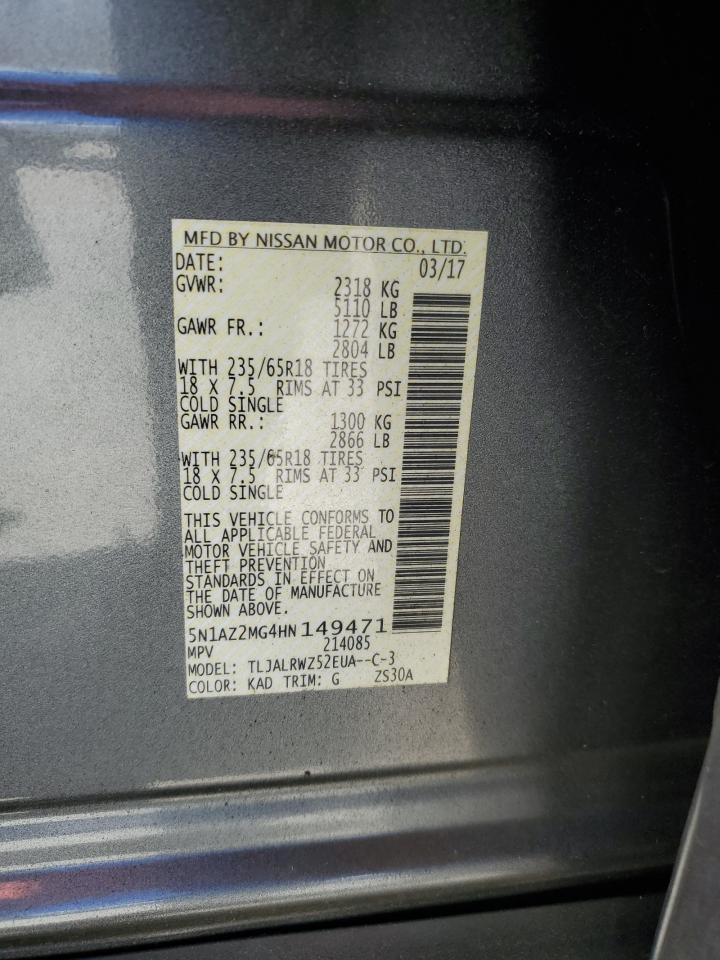 MFD BY NISSAN MOTOR CO., LTD.
DATE: 03/17
GVWR: 2318 KG
5110 LB
GAWR FR.: 1272 KG
2804 LB
WITH 235/65R18 TIRES
18 X 7.5 RIMS AT 33 PSI
COLD SINGLE
GAWR RR.: 1300 KG
2866 LB
WITH 235/65R18 TIRES
18 X 7.5 RIMS AT 33 PSI
COLD SINGLE
THIS VEHICLE CONFORMS TO
ALL APPLICABLE FEDERAL
MOTOR VEHICLE SAFETY AND
THEFT PREVENTION
STANDARDS IN EFFECT ON
THE DATE OF MANUFACTURE
SHOWN ABOVE.
5N1AZ2MG4HN149471
MPV 214085
MODEL: TLJALRWZ52EUA--C-3
COLOR: KAD TRIM: G ZS30A